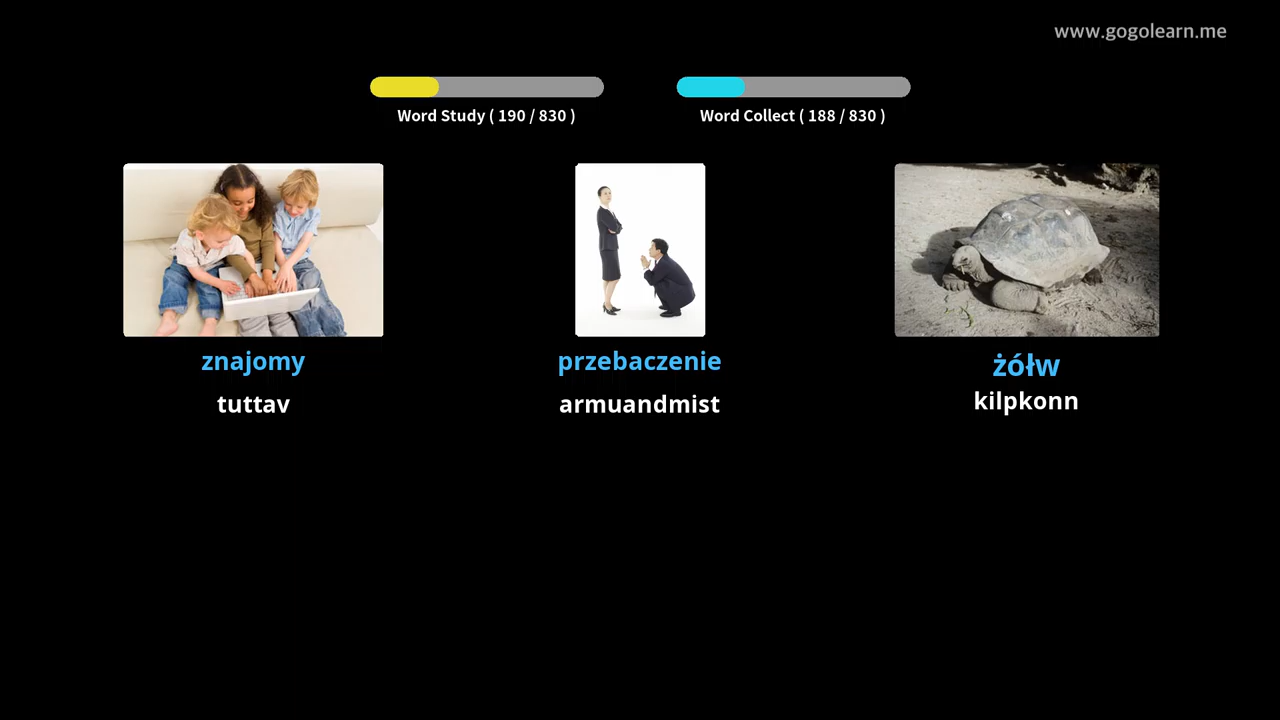 www.gogolearn.me
Word Study ( 190 / 830 )
Word Collect ( 188 / 830 )
znajomy
tuttav
przebaczenie
armuandmist
żółw
kilpkonn